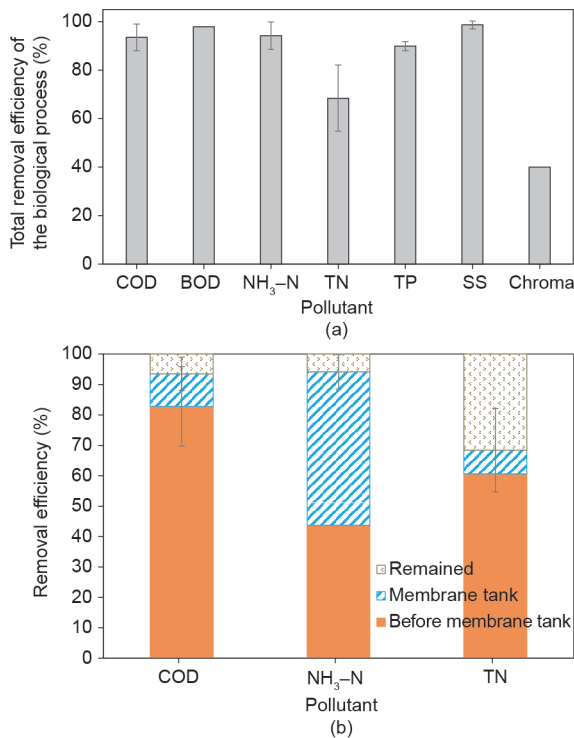 Total removal efficiency of
the biological process (%)
100
80
60
40
20
0
COD BOD NH3–N TN TP SS Chroma
Pollutant
(a)
Removal efficiency (%)
100
90
80
70
60
50
40
30
20
10
0
Remained
Membrane tank
Before membrane tank
COD NH3–N TN
Pollutant
(b)